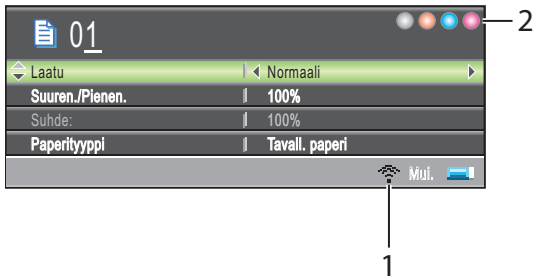 01
2
Laatu Normaali
Suuren./Pienen. 100%
Suhde: 100%
Paperityyppi Tavall. paperi
Mui.
1